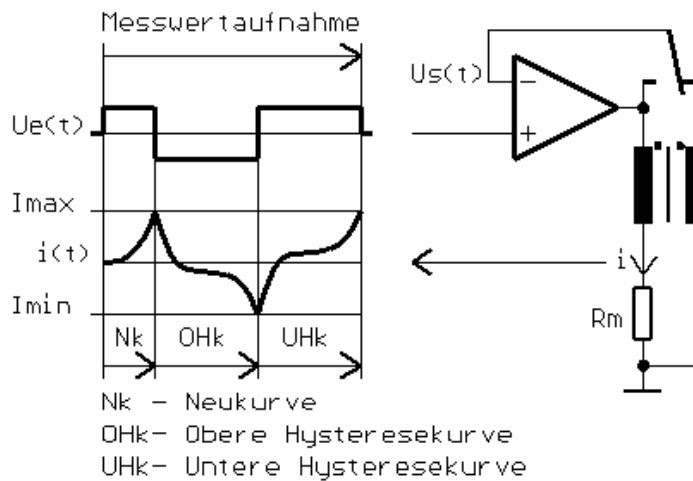 Messwertaufnahme
Us(t)
Ue(t)
Imax
i(t)
i
Imin
Rm
Nk OHk UHk
Nk - Neukurve
OHk- Obere Hysteresekurve
UHk- Untere Hysteresekurve